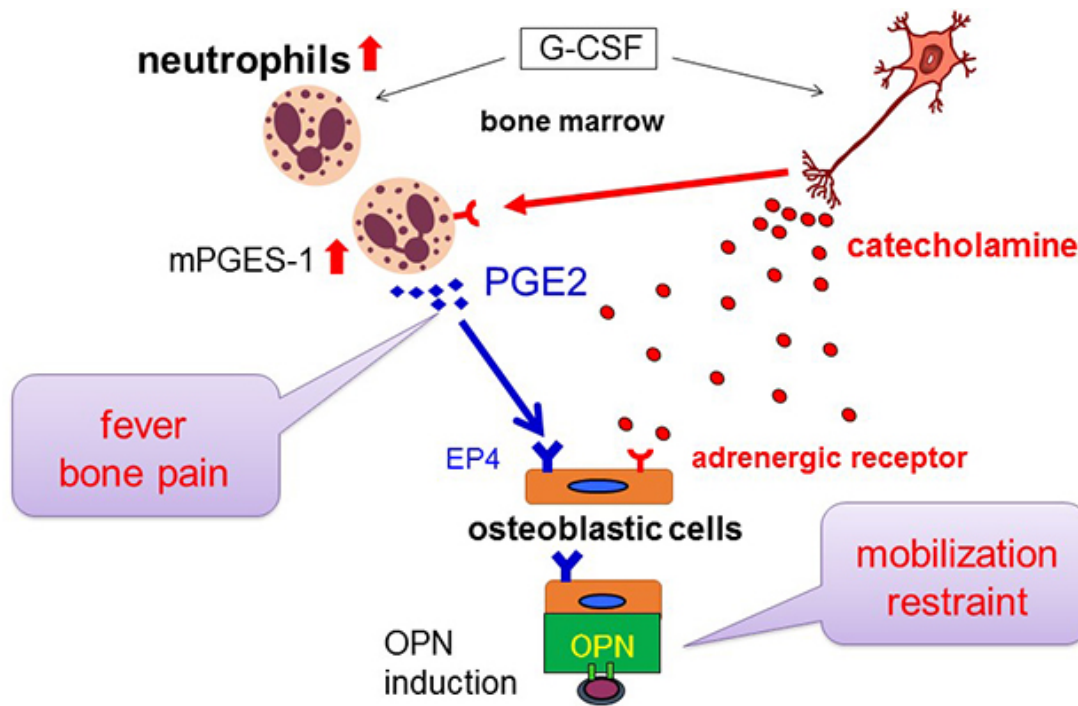 neutrophils
G-CSF
bone marrow
catecholamine
mPGES-1
PGE2
fever
bone pain
EP4
adrenergic receptor
osteoblastic cells
mobilization
restraint
OPN
induction
OPN